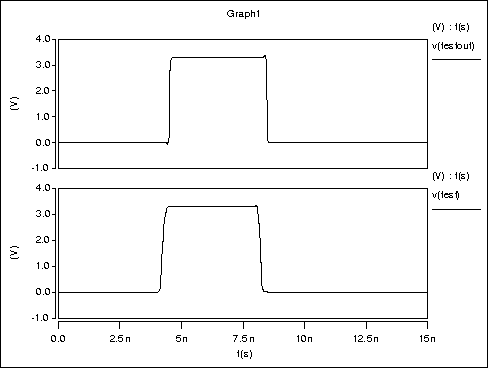 Graph1
(V) : t(s)
v(testout)
4.0
3.0
2.0
1.0
0.0
-1.0
(V)
(V) : t(s)
v(test)
4.0
3.0
2.0
1.0
0.0
-1.0
(V)
0.0 2.5n 5n 7.5n 10n 12.5n 15n
t(s)